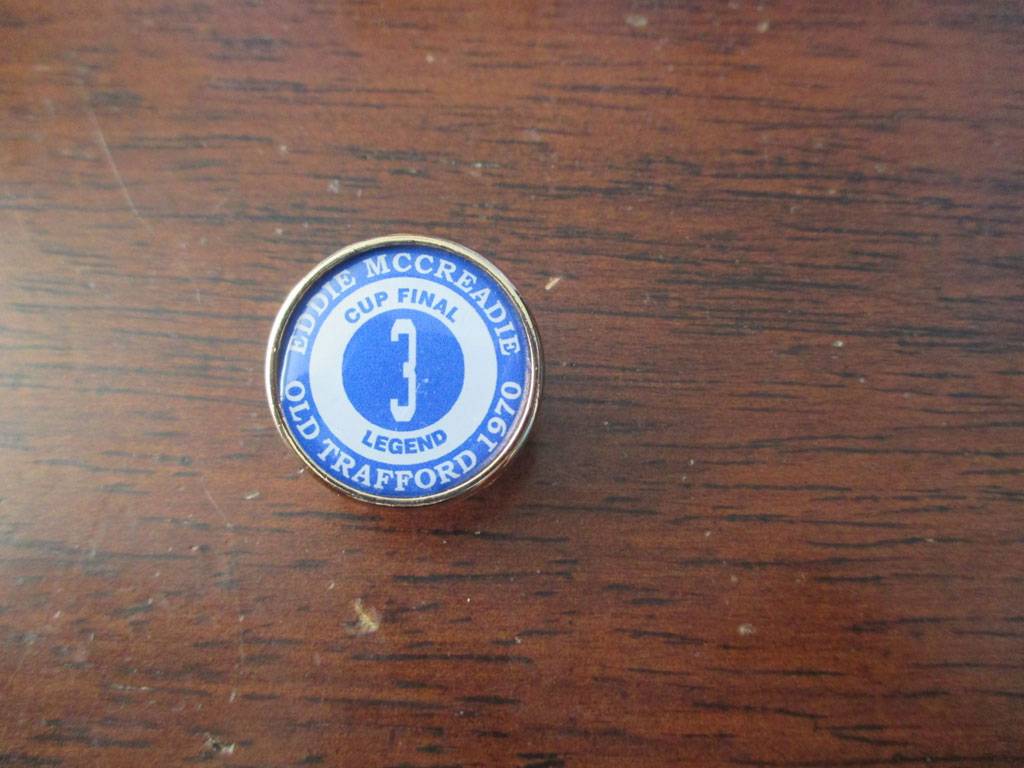 EDDIE MCCREADIE
CUP FINAL
3
LEGEND
OLD TRAFFORD 1970